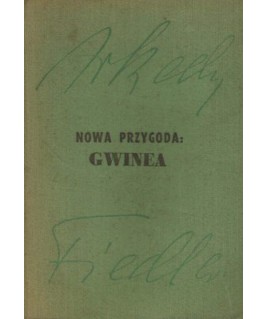 Arkady
NOWA PRZYGODA:
GWINEA
Fiedler